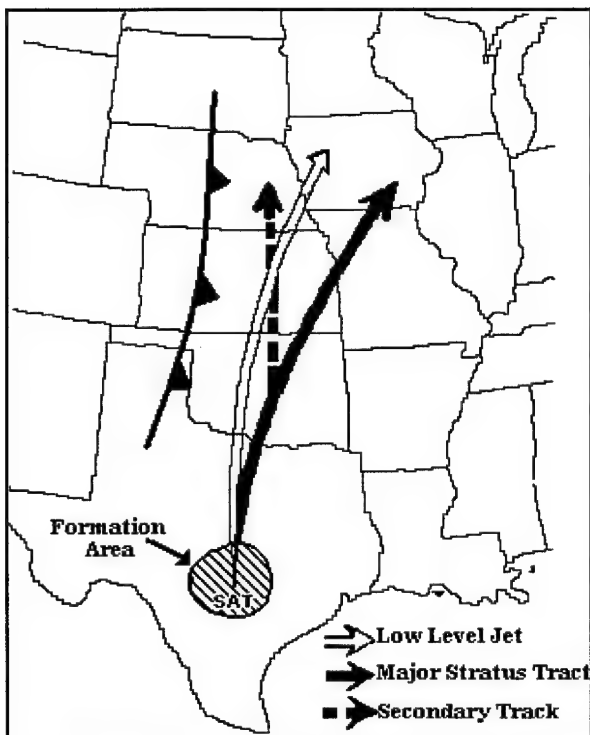 Formation
Area
SAT
Low Level Jet
Major Stratus Tract
Secondary Track